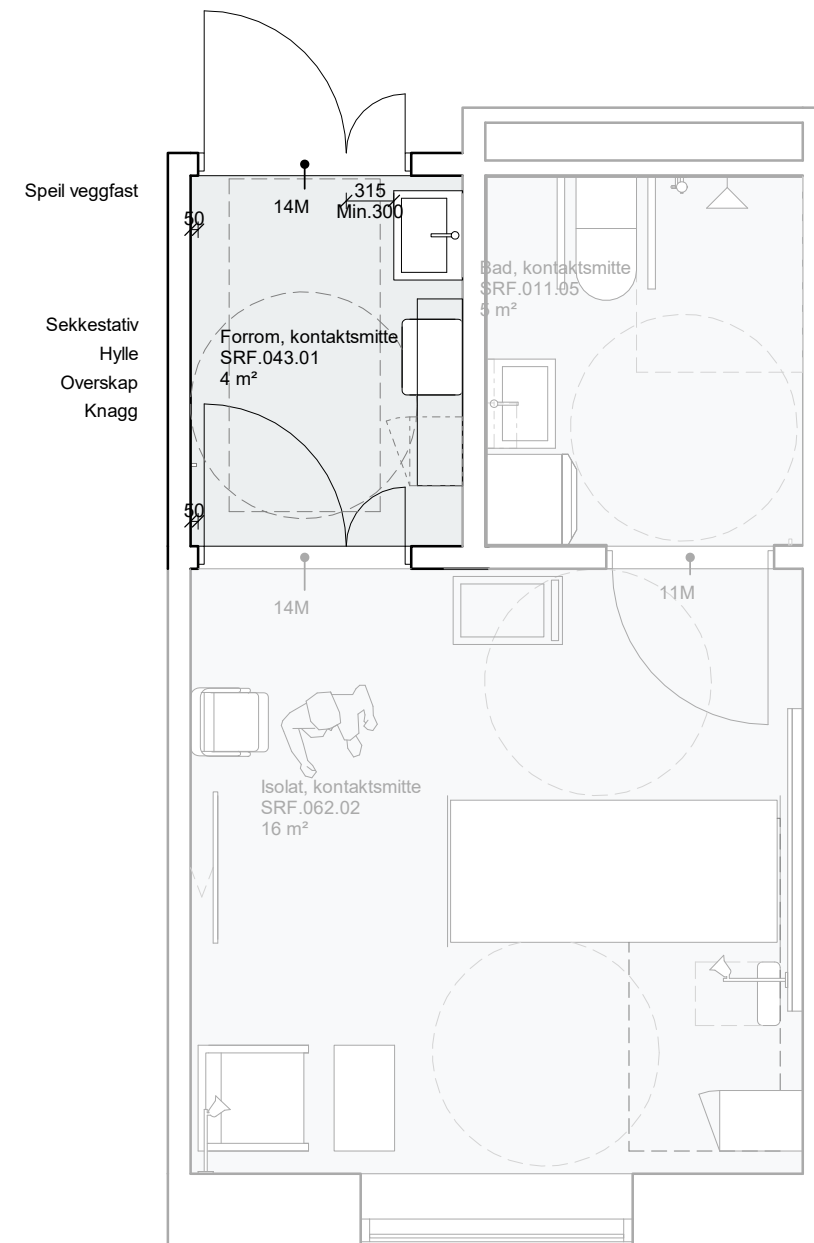 Speil veggfast
50
14M
315
Min.300
Bad, kontaktsmitte
SRF.011.05
5 m²
Sekkestativ
Hylle
Overskap
Knagg
Forrom, kontaktsmitte
SRF.043.01
4 m²
50
14M
11M
Isolat, kontaktsmitte
SRF.062.02
16 m²